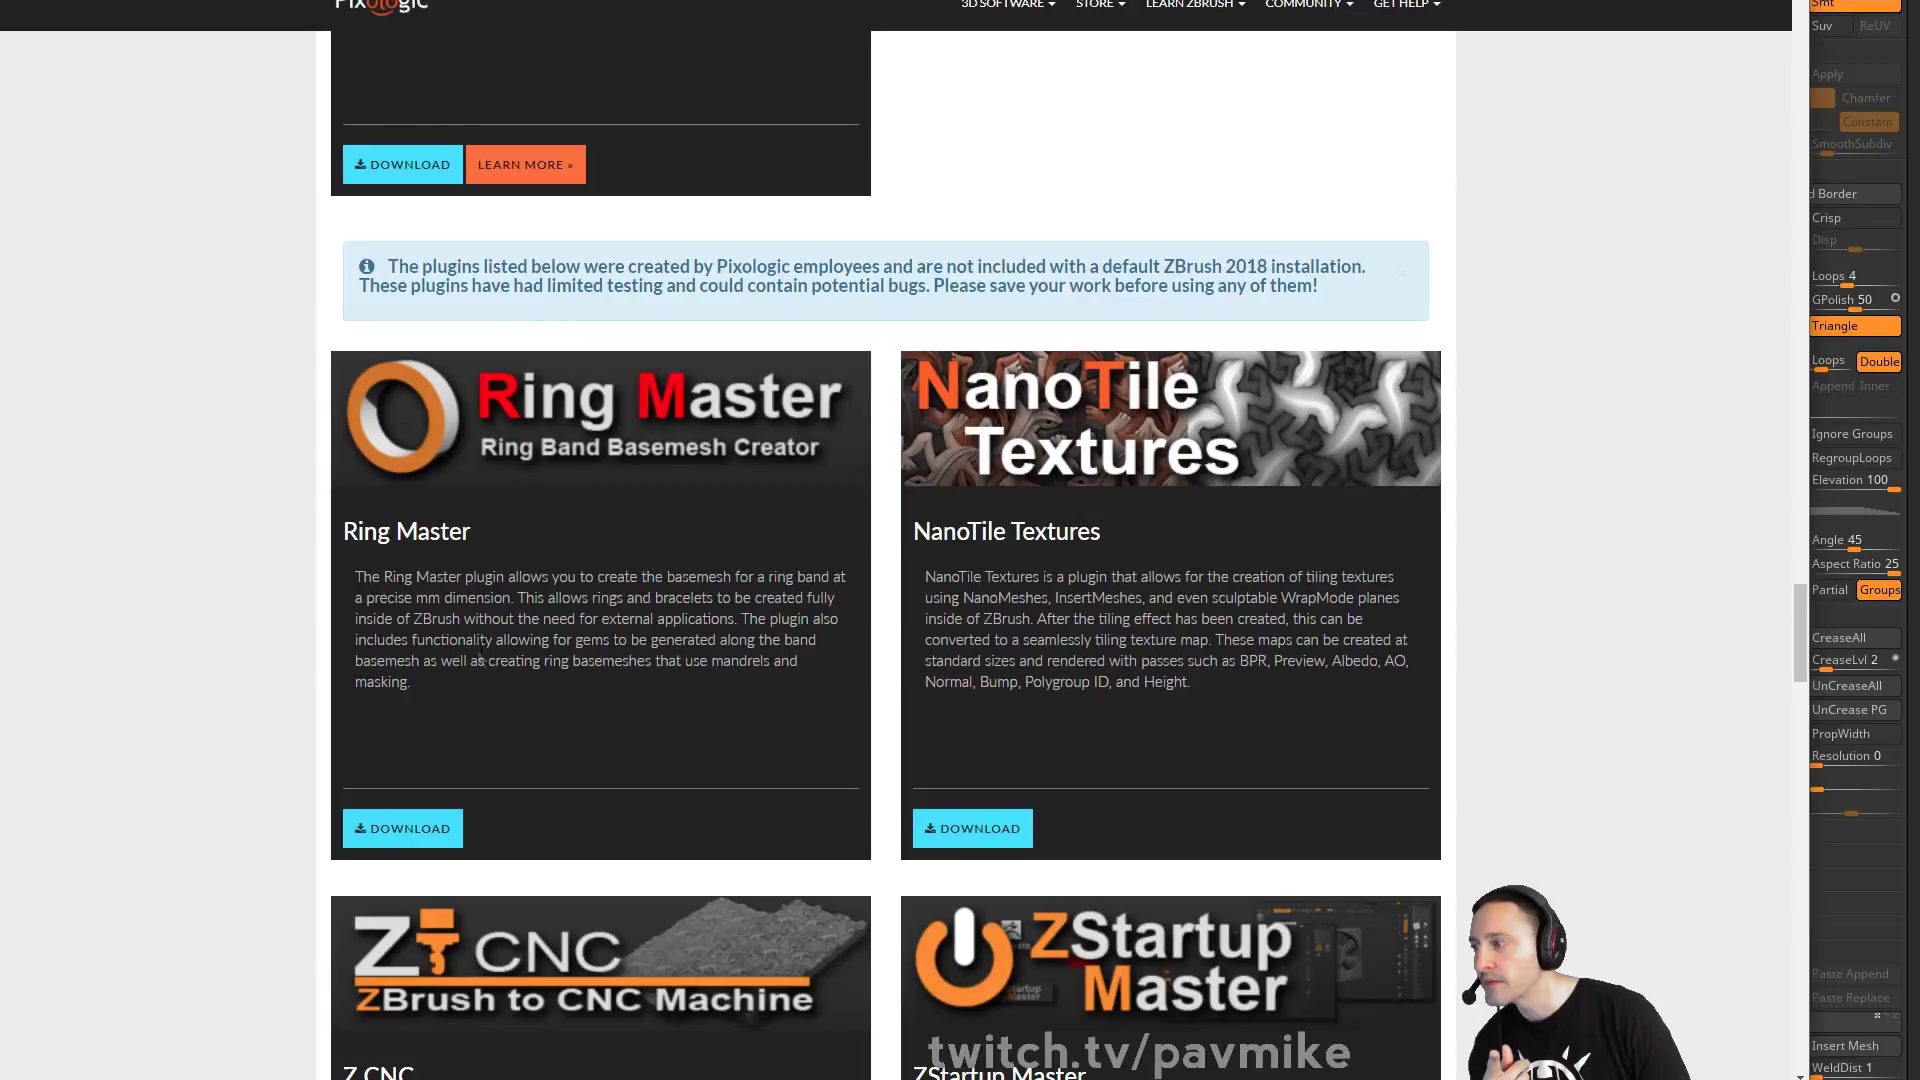 Pixologic
3D SOFTWARE
STORE
LEARN ZBRUSH
COMMUNITY
GET HELP
DOWNLOAD
LEARN MORE »
The plugins listed below were created by Pixologic employees and are not included with a default ZBrush 2018 installation.
These plugins have had limited testing and could contain potential bugs. Please save your work before using any of them!
Ring Master
Ring Band Basemesh Creator
Ring Master
The Ring Master plugin allows you to create the basemesh for a ring band at
a precise mm dimension. This allows rings and bracelets to be created fully
inside of ZBrush without the need for external applications. The plugin also
includes functionality allowing for gems to be generated along the band
basemesh as well as creating ring basemeshes that use mandrels and
masking.
DOWNLOAD
NanoTile
Textures
NanoTile Textures
NanoTile Textures is a plugin that allows for the creation of tiling textures
using NanoMeshes, InsertMeshes, and even sculptable WrapMode planes
inside of ZBrush. After the tiling effect has been created, this can be
converted to a seamlessly tiling texture map. These maps can be created at
standard sizes and rendered with passes such as BPR, Preview, Albedo, AO,
Normal, Bump, Polygroup ID, and Height.
DOWNLOAD
Z CNC
ZBrush to CNC Machine
Z CNC
ZStartup
Master
ZStartup Master
twitch.tv/pavmike
Smt
Suv ReUV
Apply
Chamfer
Constant
SmoothSubdiv
d Border
Crisp
Disp
Loops 4
GPolish 50
Triangle
Loops Double
Append Inner
Ignore Groups
RegroupLoops
Elevation 100
Angle 45
Aspect Ratio 25
Partial Groups
CreaseAll
CreaseLvl 2
UnCreaseAll
UnCrease PG
PropWidth
Resolution 0
Paste Append
Paste Replace
Insert Mesh
WeldDist 1